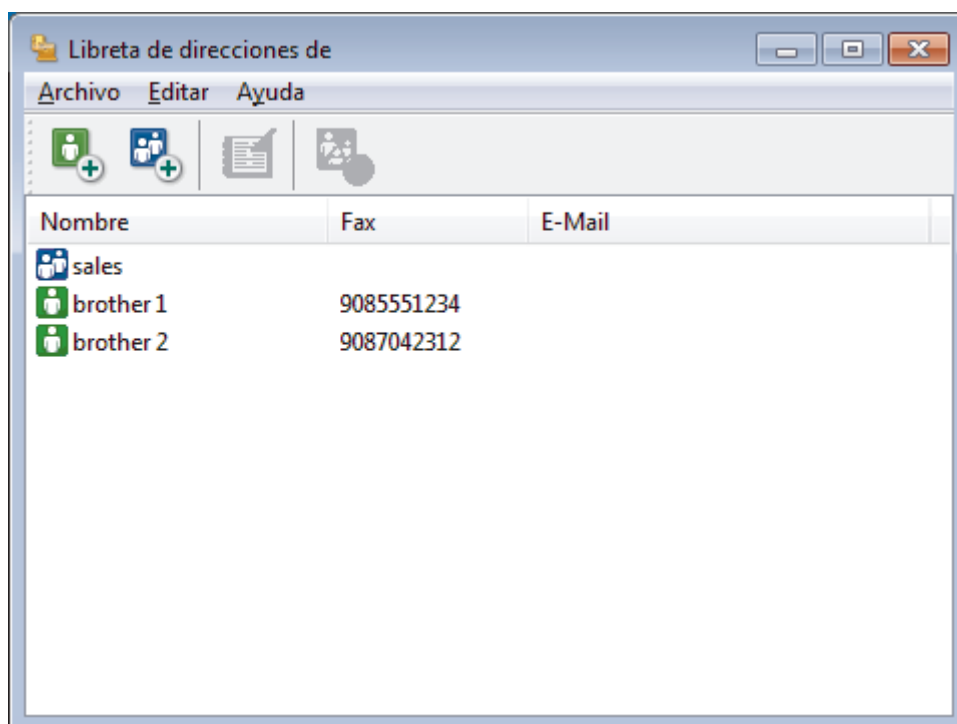 Libreta de direcciones de
Archivo Editar Ayuda
Nombre Fax E-Mail
sales
brother 1 9085551234
brother 2 9087042312